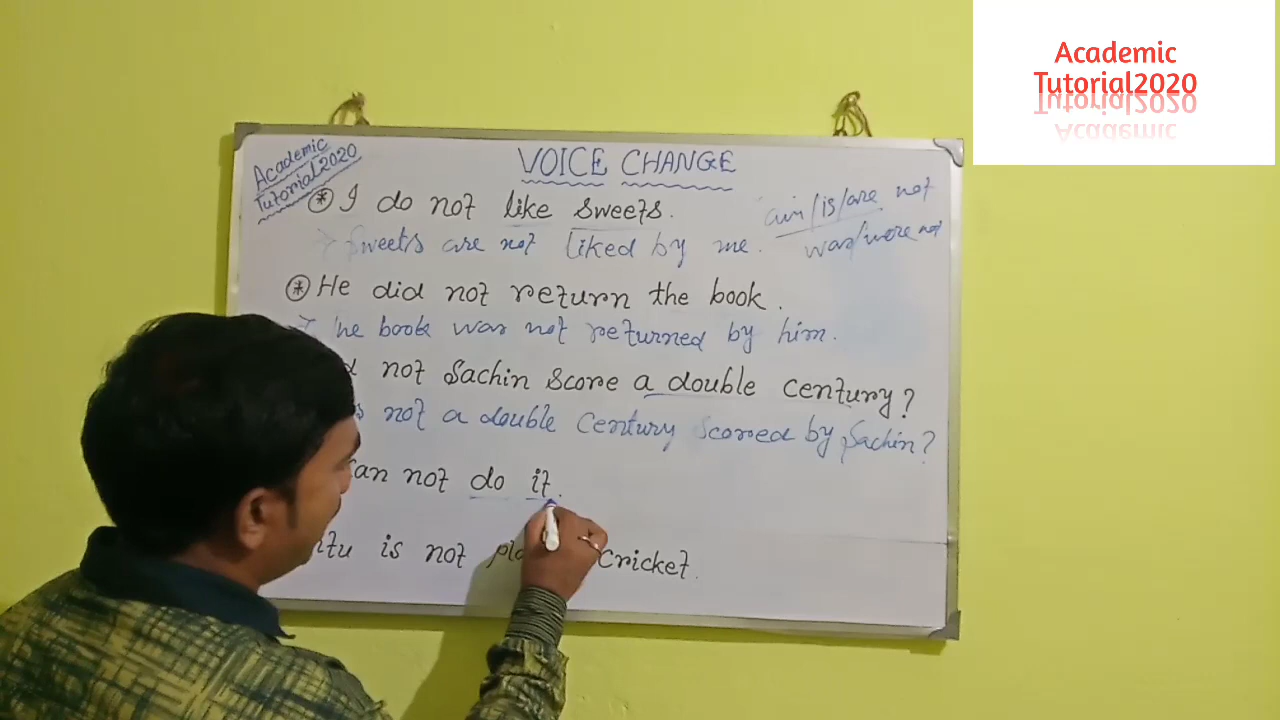 Academic
Tutorial2020
Academic
Tutorial2020
VOICE CHANGE
I do not like sweets.
am/is/are not
Sweets are not liked by me.
was/were not
He did not return the book.
he book was not returned by him.
not Sachin score a double century?
not a double century scored by Sachin?
can not do it.
is not cricket.